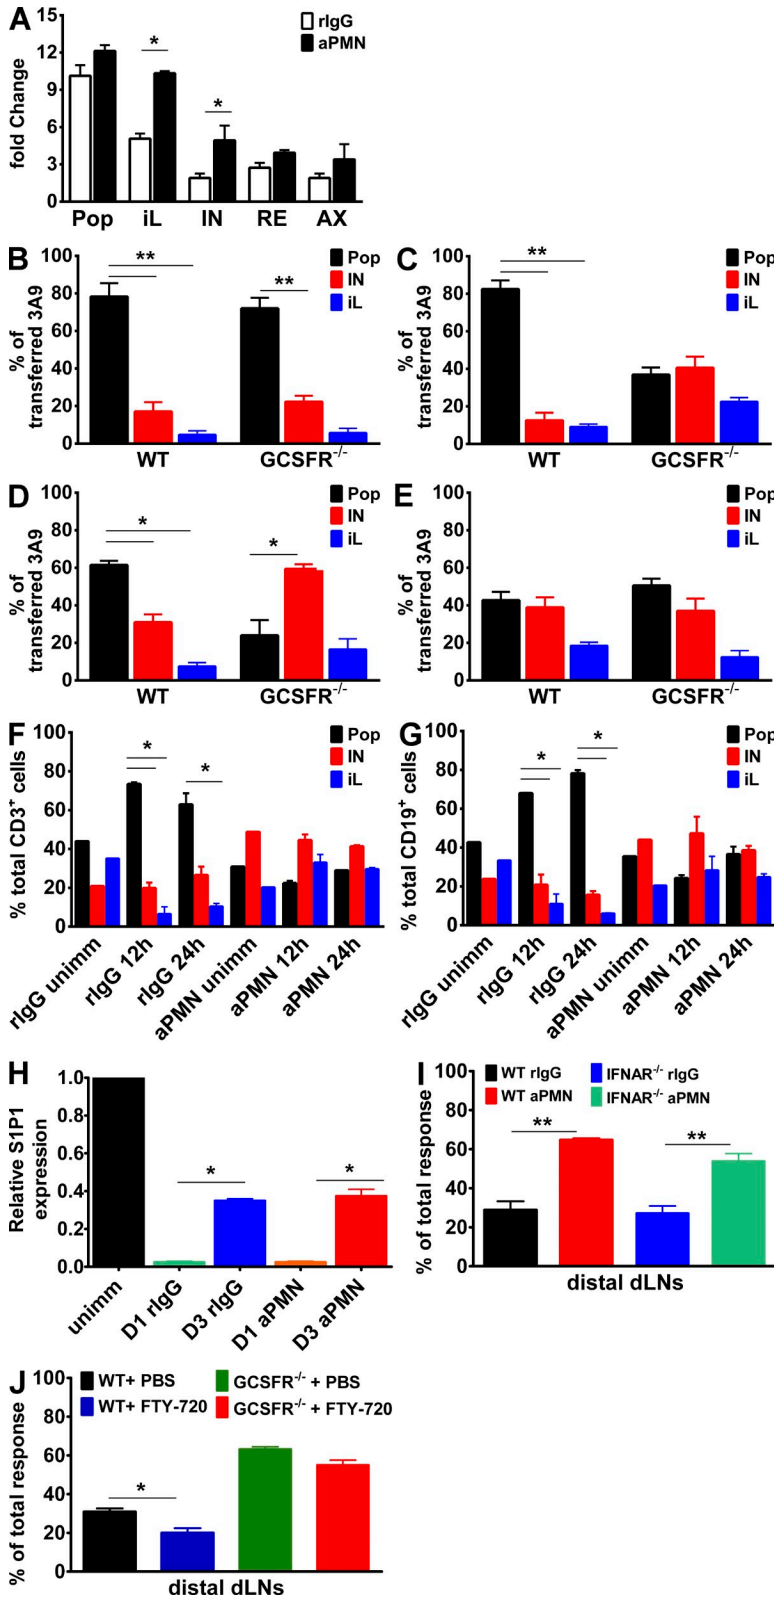 A
fold Change
15
12
9
6
3
0
rIgG
aPMN
*
*
Pop iL IN RE AX
B
% of transferred 3A9
100
80
60
40
20
0
**
**
Pop
IN
iL
WT GCSFR-/-
C
% of transferred 3A9
100
80
60
40
20
0
**
Pop
IN
iL
WT GCSFR-/-
D
% of transferred 3A9
100
80
60
40
20
0
*
*
Pop
IN
iL
WT GCSFR-/-
E
% of transferred 3A9
100
80
60
40
20
0
Pop
IN
iL
WT GCSFR-/-
F
% total CD3+ cells
100
80
60
40
20
0
*
*
Pop
IN
iL
rIgG unimm
rIgG 12h
rIgG 24h
aPMN unimm
aPMN 12h
aPMN 24h
G
% total CD19+ cells
100
80
60
40
20
0
*
*
Pop
IN
iL
rIgG unimm
rIgG 12h
rIgG 24h
aPMN unimm
aPMN 12h
aPMN 24h
H
Relative S1P1
expression
1.0
0.8
0.6
0.4
0.2
0.0
*
*
unimm
D1 rIgG
D3 rIgG
D1 aPMN
D3 aPMN
I
% of total response
100
80
60
40
20
0
WT rIgG
WT aPMN
IFNAR-/- rIgG
IFNAR-/- aPMN
**
**
distal dLNs
J
% of total response
100
80
60
40
20
0
WT+ PBS
WT+ FTY-720
GCSFR-/- + PBS
GCSFR-/- + FTY-720
*
distal dLNs